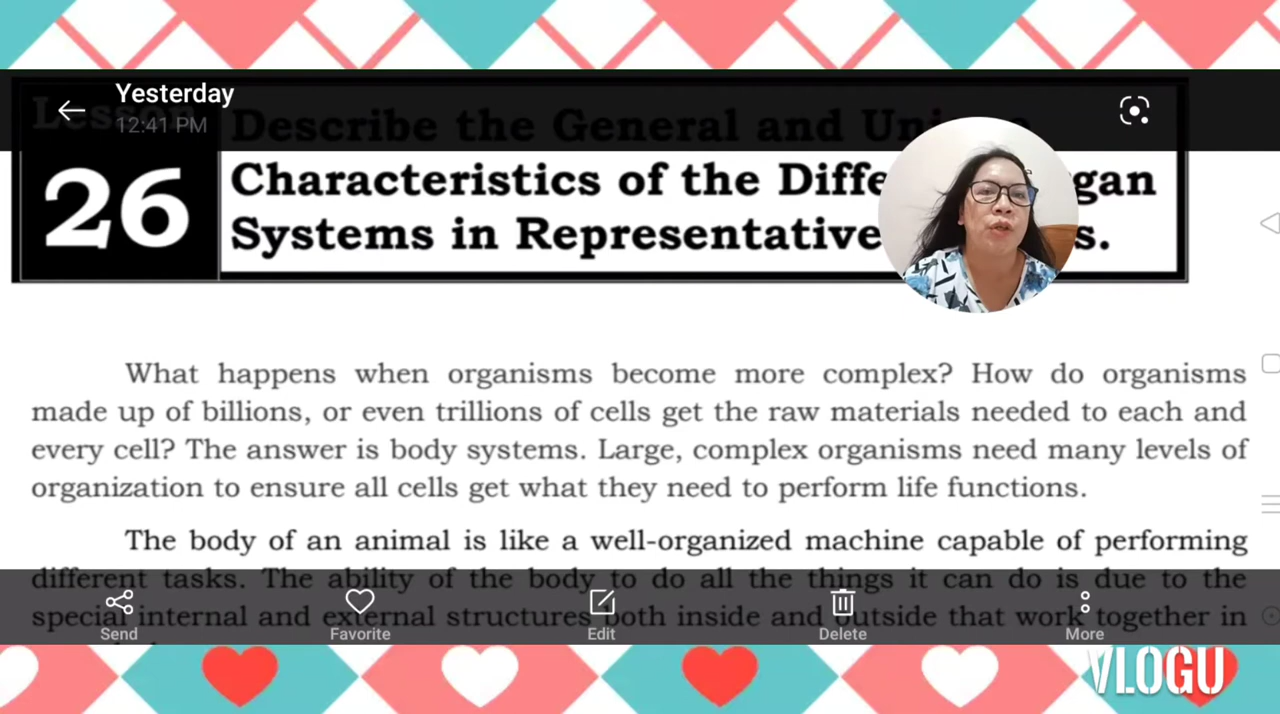 Yesterday
12:41 PM
Lesson
Describe the General and Unique
26
Characteristics of the Diffe gan
Systems in Representative s.
What happens when organisms become more complex? How do organisms
made up of billions, or even trillions of cells get the raw materials needed to each and
every cell? The answer is body systems. Large, complex organisms need many levels of
organization to ensure all cells get what they need to perform life functions.
The body of an animal is like a well-organized machine capable of performing
different tasks. The ability of the body to do all the things it can do is due to the
special internal and external structures both inside and outside that work together in
Send
Favorite
Edit
Delete
More
VLOGU